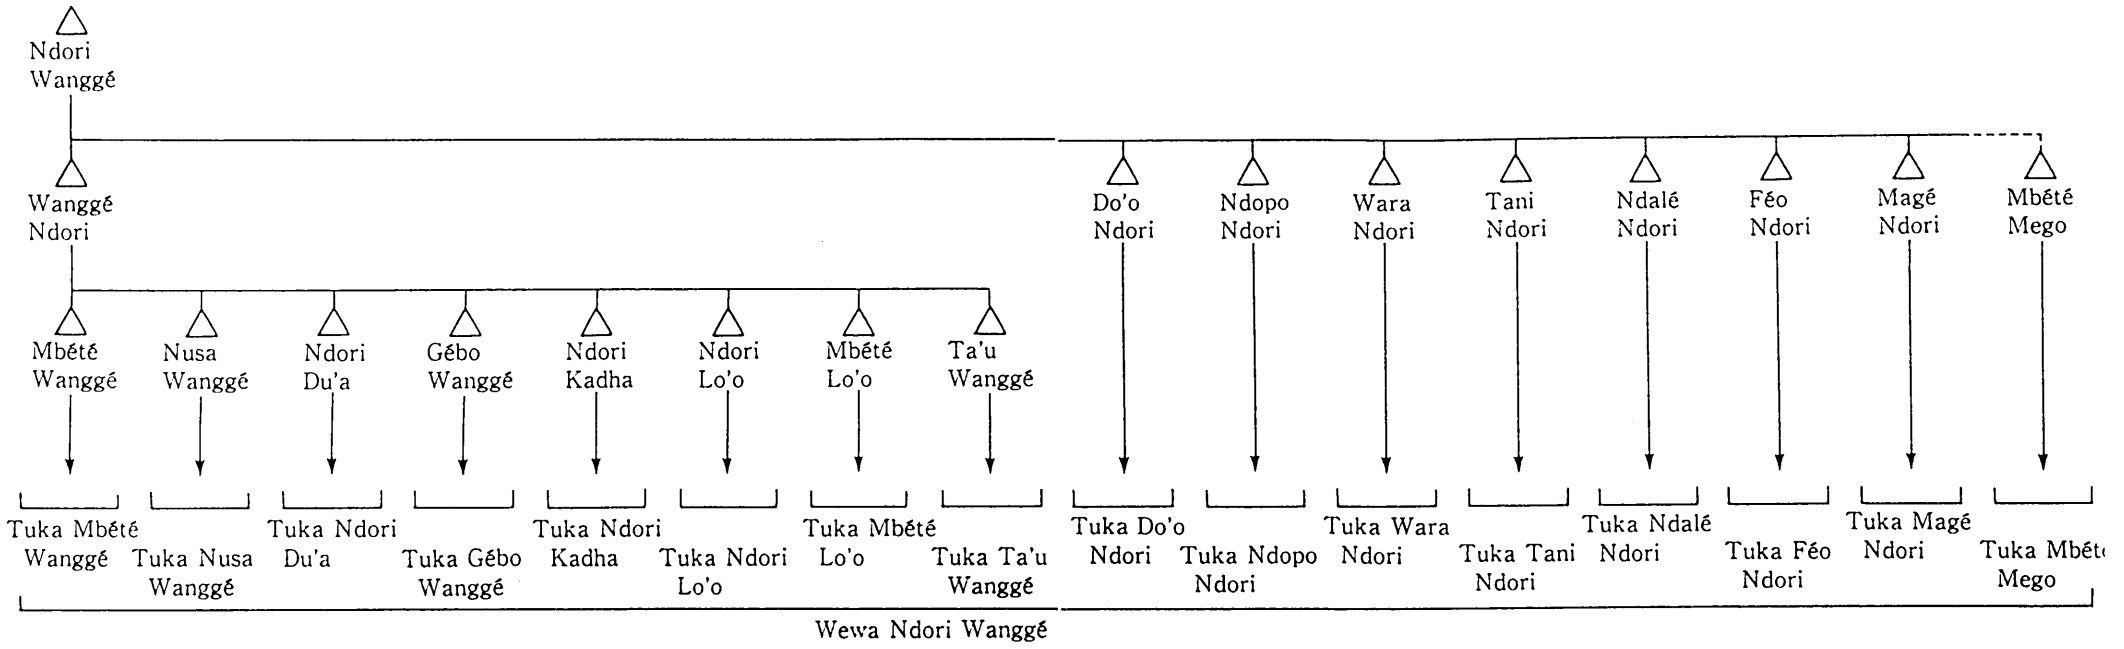 Ndori
Wanggé
Wanggé
Ndori
Do'o
Ndori
Ndopo
Ndori
Wara
Ndori
Tani
Ndori
Ndalé
Ndori
Féo
Ndori
Magé
Ndori
Mbété
Mego
Mbété
Wanggé
Nusa
Wanggé
Ndori
Du'a
Gébo
Wanggé
Ndori
Kadha
Ndori
Lo'o
Mbété
Lo'o
Ta'u
Wanggé
Tuka Mbété
Wanggé
Tuka Nusa
Wanggé
Tuka Ndori
Du'a
Tuka Gébo
Wanggé
Tuka Ndori
Kadha
Tuka Ndori
Lo'o
Tuka Mbété
Lo'o
Tuka Ta'u
Wanggé
Tuka Do'o
Ndori
Tuka Ndopo
Ndori
Tuka Wara
Ndori
Tuka Tani
Ndori
Tuka Ndalé
Ndori
Tuka Féo
Ndori
Tuka Magé
Ndori
Tuka Mbété
Mego
Wewa Ndori Wanggé